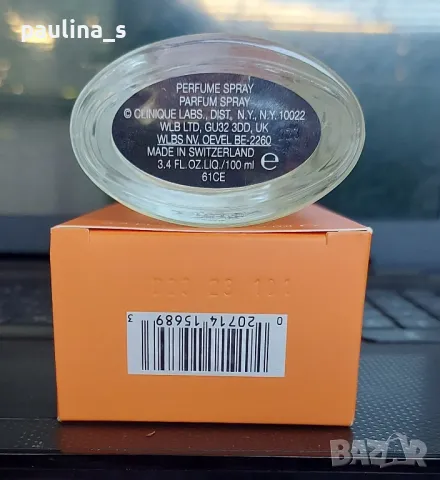 paulina_s
PERFUME SPRAY
PARFUM SPRAY
© CLINIQUE LABS., DIST, N.Y., N.Y. 10022
WLB LTD, GU32 3DD, UK
WLBS NV, OEVEL BE-2260
MADE IN SWITZERLAND
3.4 FL.OZ.LIQ./100 ml e
61CE
0 20714 15689 3
BAZAR